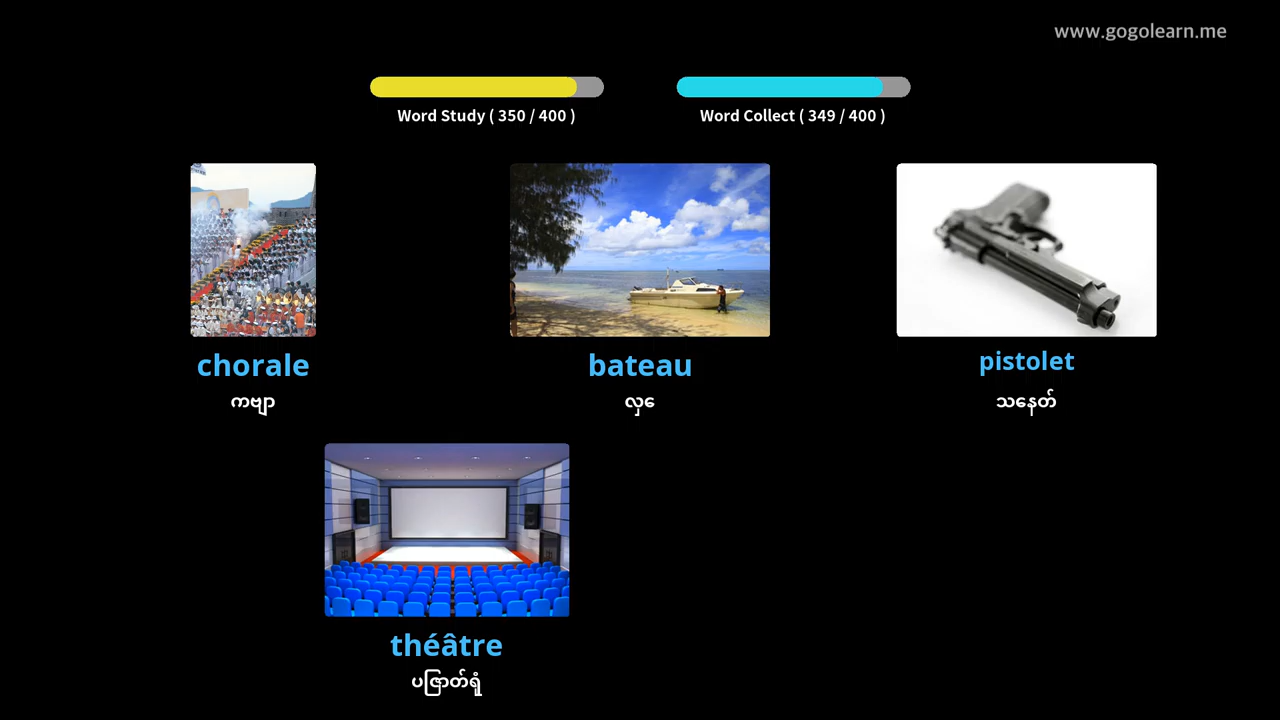 www.gogolearn.me
Word Study ( 350 / 400 )
Word Collect ( 349 / 400 )
chorale
bateau
pistolet
ကဗျာ
လှေ
သေနတ်
théâtre
ပြဇာတ်ရုံ